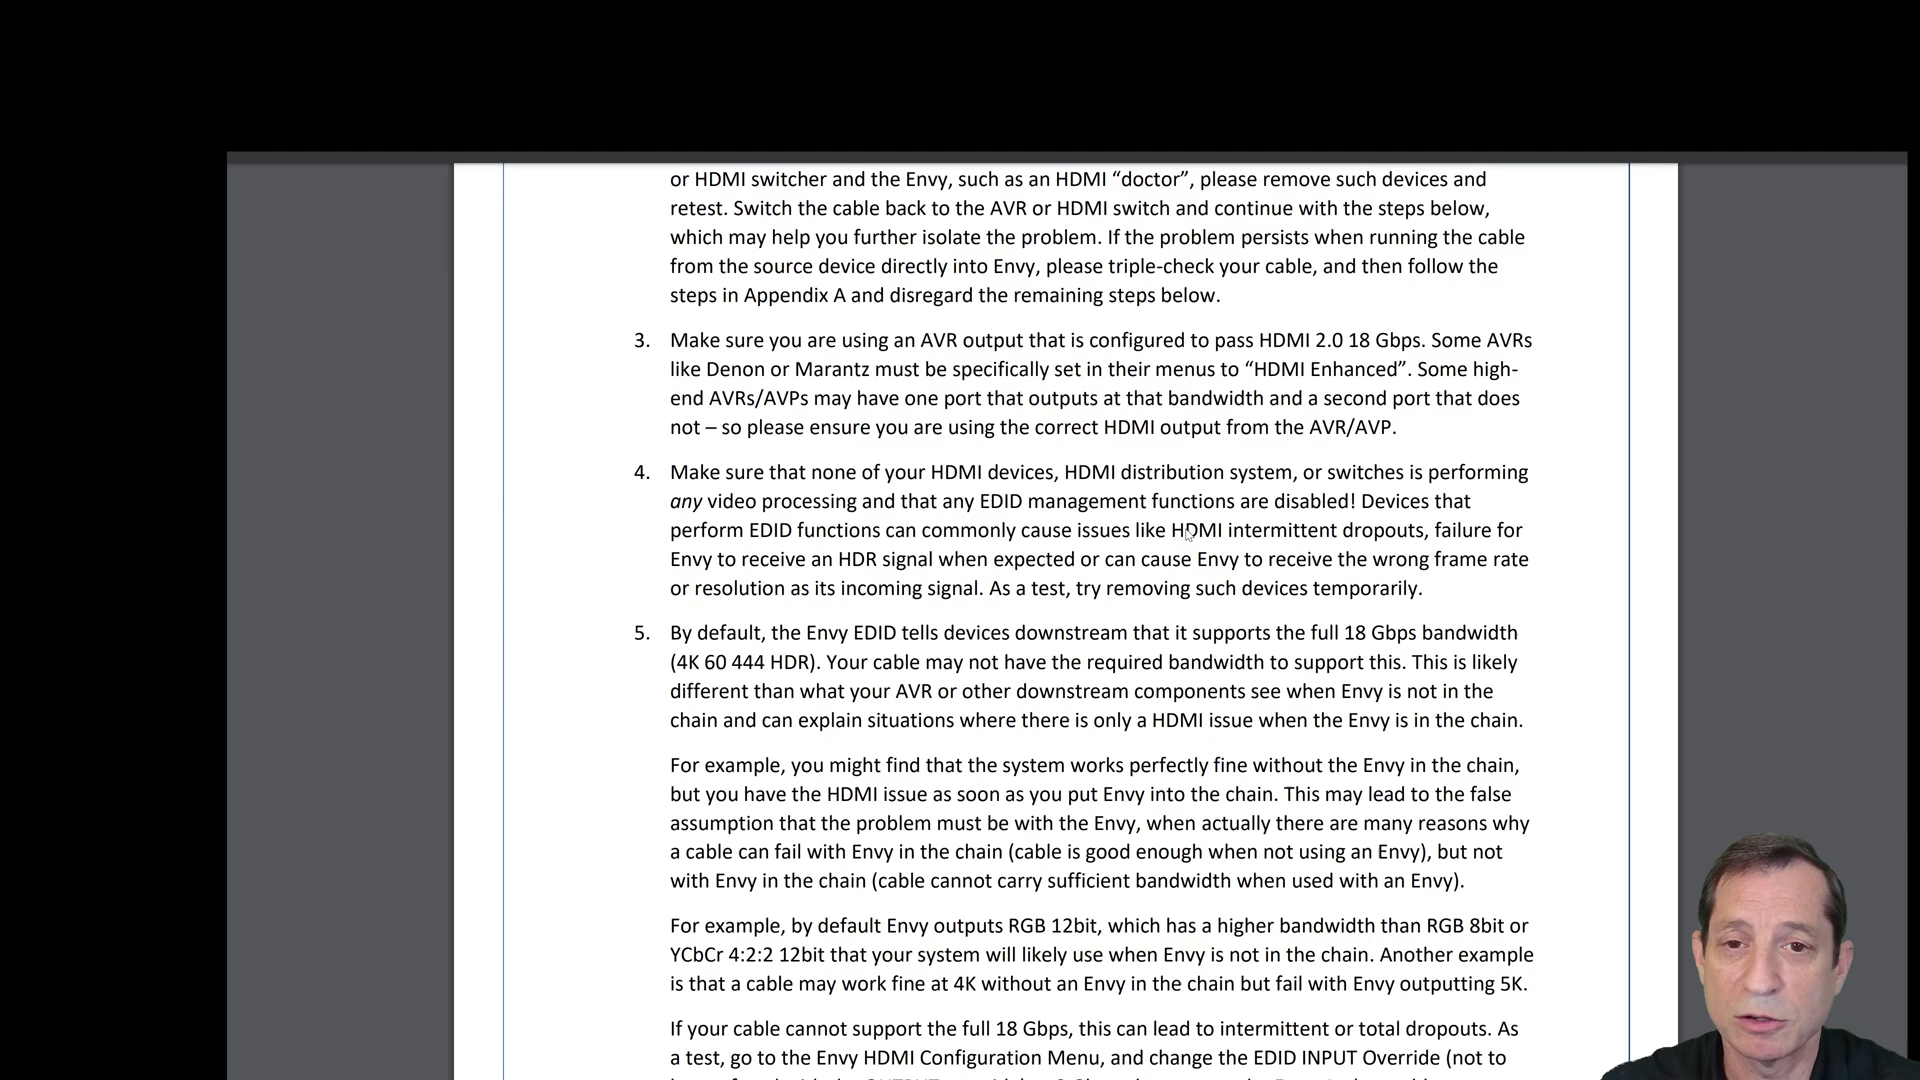 or HDMI switcher and the Envy, such as an HDMI “doctor”, please remove such devices and
retest. Switch the cable back to the AVR or HDMI switch and continue with the steps below,
which may help you further isolate the problem. If the problem persists when running the cable
from the source device directly into Envy, please triple-check your cable, and then follow the
steps in Appendix A and disregard the remaining steps below.
3. Make sure you are using an AVR output that is configured to pass HDMI 2.0 18 Gbps. Some AVRs
like Denon or Marantz must be specifically set in their menus to “HDMI Enhanced”. Some high-
end AVRs/AVPs may have one port that outputs at that bandwidth and a second port that does
not – so please ensure you are using the correct HDMI output from the AVR/AVP.
4. Make sure that none of your HDMI devices, HDMI distribution system, or switches is performing
any video processing and that any EDID management functions are disabled! Devices that
perform EDID functions can commonly cause issues like HDMI intermittent dropouts, failure for
Envy to receive an HDR signal when expected or can cause Envy to receive the wrong frame rate
or resolution as its incoming signal. As a test, try removing such devices temporarily.
5. By default, the Envy EDID tells devices downstream that it supports the full 18 Gbps bandwidth
(4K 60 444 HDR). Your cable may not have the required bandwidth to support this. This is likely
different than what your AVR or other downstream components see when Envy is not in the
chain and can explain situations where there is only a HDMI issue when the Envy is in the chain.
For example, you might find that the system works perfectly fine without the Envy in the chain,
but you have the HDMI issue as soon as you put Envy into the chain. This may lead to the false
assumption that the problem must be with the Envy, when actually there are many reasons why
a cable can fail with Envy in the chain (cable is good enough when not using an Envy), but not
with Envy in the chain (cable cannot carry sufficient bandwidth when used with an Envy).
For example, by default Envy outputs RGB 12bit, which has a higher bandwidth than RGB 8bit or
YCbCr 4:2:2 12bit that your system will likely use when Envy is not in the chain. Another example
is that a cable may work fine at 4K without an Envy in the chain but fail with Envy outputting 5K.
If your cable cannot support the full 18 Gbps, this can lead to intermittent or total dropouts. As
a test, go to the Envy HDMI Configuration Menu, and change the EDID INPUT Override (not to